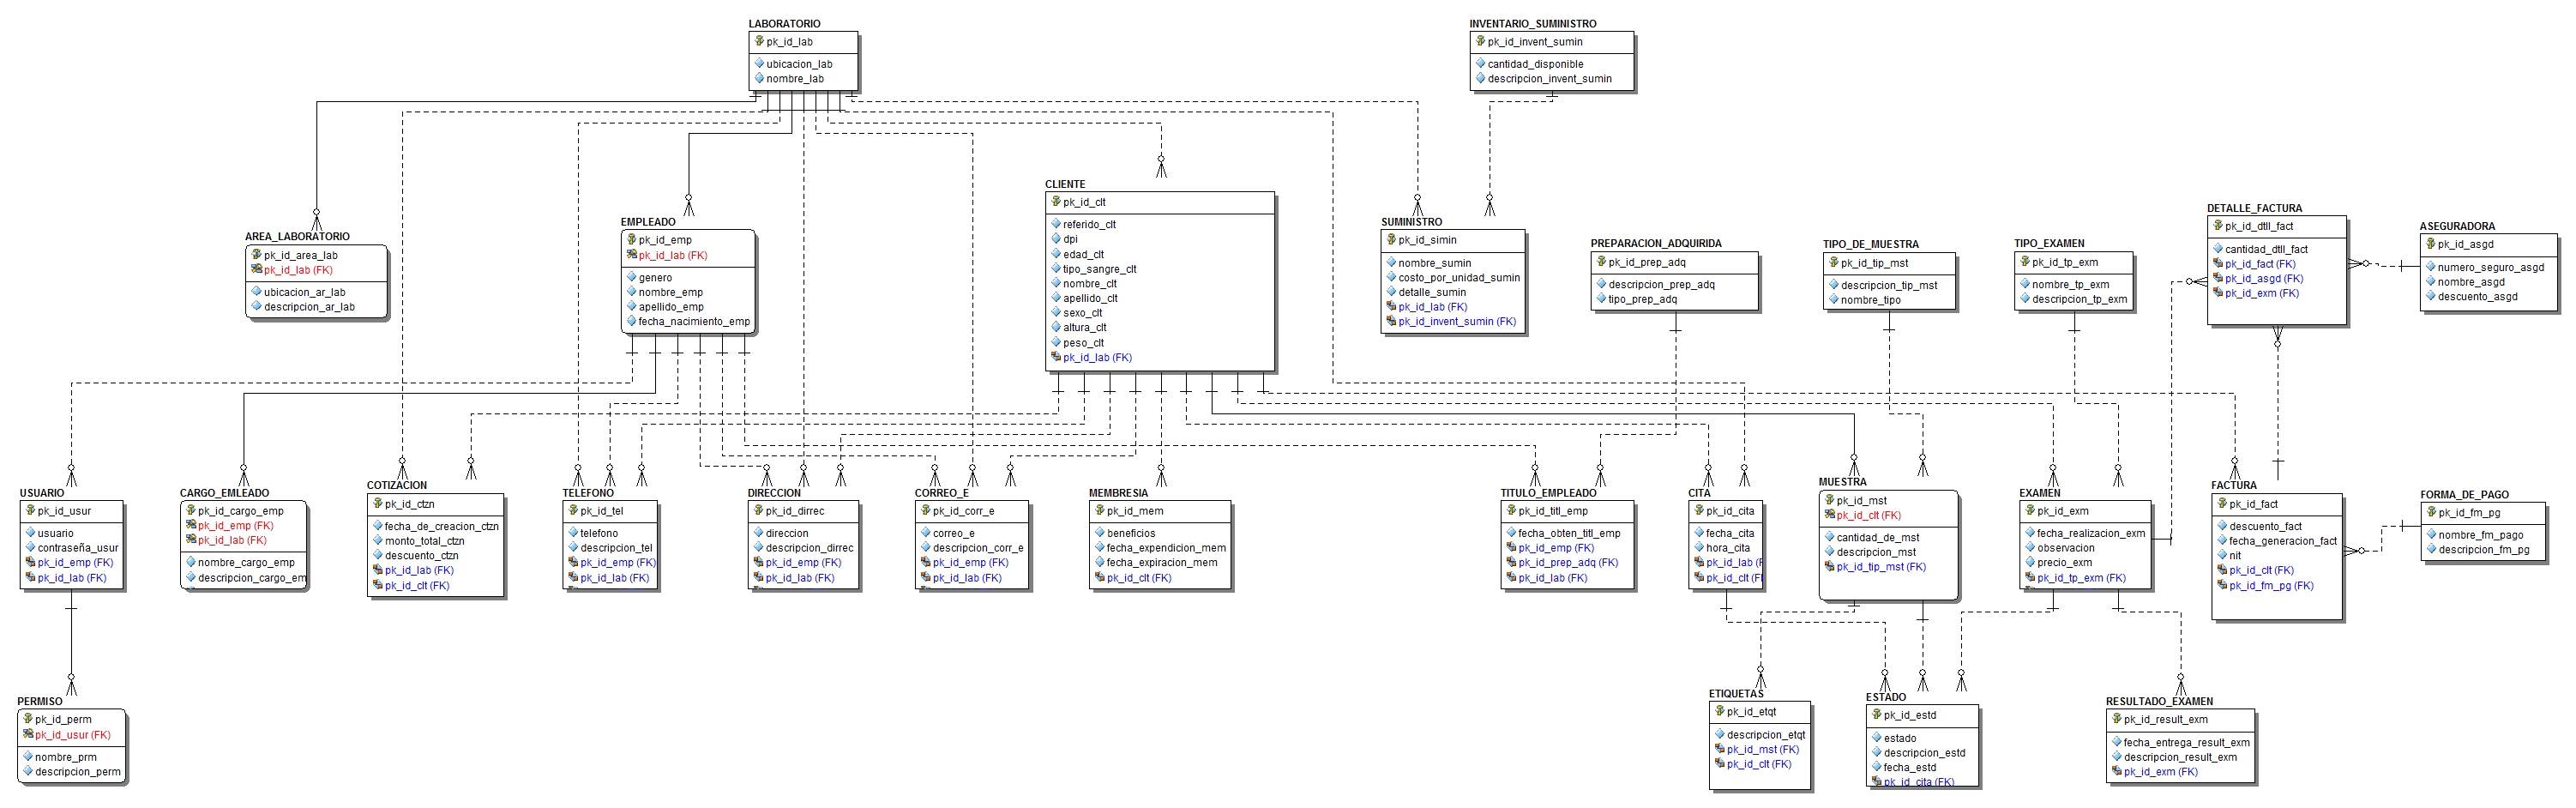 LABORATORIO
pk_id_lab
ubicacion_lab
nombre_lab
INVENTARIO_SUMINISTRO
pk_id_invent_sumin
cantidad_disponible
descripcion_invent_sumin
AREA_LABORATORIO
pk_id_area_lab
pk_id_lab (FK)
ubicacion_ar_lab
descripcion_ar_lab
EMPLEADO
pk_id_emp
pk_id_lab (FK)
genero
nombre_emp
apellido_emp
fecha_nacimiento_emp
CLIENTE
pk_id_clt
referido_clt
dpi
edad_clt
tipo_sangre_clt
nombre_clt
apellido_clt
sexo_clt
altura_clt
peso_clt
pk_id_lab (FK)
SUMINISTRO
pk_id_simin
nombre_sumin
costo_por_unidad_sumin
detalle_sumin
pk_id_lab (FK)
pk_id_invent_sumin (FK)
PREPARACION_ADQUIRIDA
pk_id_prep_adq
descripcion_prep_adq
tipo_prep_adq
TIPO_DE_MUESTRA
pk_id_tip_mst
descripcion_tip_mst
nombre_tipo
TIPO_EXAMEN
pk_id_tp_exm
nombre_tp_exm
descripcion_tp_exm
DETALLE_FACTURA
pk_id_dtll_fact
cantidad_dtll_fact
pk_id_fact (FK)
pk_id_asgd (FK)
pk_id_exm (FK)
ASEGURADORA
pk_id_asgd
numero_seguro_asgd
nombre_asgd
descuento_asgd
USUARIO
pk_id_usur
usuario
contraseña_usur
pk_id_emp (FK)
pk_id_lab (FK)
CARGO_EMLEADO
pk_id_cargo_emp
pk_id_emp (FK)
pk_id_lab (FK)
nombre_cargo_emp
descripcion_cargo_em
COTIZACION
pk_id_ctzn
fecha_de_creacion_ctzn
monto_total_ctzn
descuento_ctzn
pk_id_lab (FK)
pk_id_clt (FK)
TELEFONO
pk_id_tel
telefono
descripcion_tel
pk_id_emp (FK)
pk_id_lab (FK)
DIRECCION
pk_id_dirrec
direccion
descripcion_dirrec
pk_id_emp (FK)
pk_id_lab (FK)
CORREO_E
pk_id_corr_e
correo_e
descripcion_corr_e
pk_id_emp (FK)
pk_id_lab (FK)
MEMBRESIA
pk_id_mem
beneficios
fecha_expendicion_mem
fecha_expiracion_mem
pk_id_clt (FK)
TITULO_EMPLEADO
pk_id_titl_emp
fecha_obten_titl_emp
pk_id_emp (FK)
pk_id_prep_adq (FK)
pk_id_lab (FK)
CITA
pk_id_cita
fecha_cita
hora_cita
pk_id_lab (F
pk_id_clt (F
MUESTRA
pk_id_mst
pk_id_clt (FK)
cantidad_de_mst
descripcion_mst
pk_id_tip_mst (FK)
EXAMEN
pk_id_exm
fecha_realizacion_exm
observacion
precio_exm
pk_id_tp_exm (FK)
FACTURA
pk_id_fact
descuento_fact
fecha_generacion_fact
nit
pk_id_clt (FK)
pk_id_fm_pg (FK)
FORMA_DE_PAGO
pk_id_fm_pg
nombre_fm_pago
descripcion_fm_pg
PERMISO
pk_id_perm
pk_id_usur (FK)
nombre_prm
descripcion_perm
ETIQUETAS
pk_id_etqt
descripcion_etqt
pk_id_mst (FK)
pk_id_clt (FK)
ESTADO
pk_id_estd
estado
descripcion_estd
fecha_estd
pk_id_cita (FK)
RESULTADO_EXAMEN
pk_id_result_exm
fecha_entrega_result_exm
descripcion_result_exm
pk_id_exm (FK)